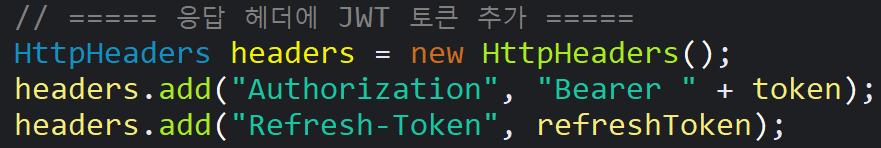 // ===== 응답 헤더에 JWT 토큰 추가 =====
HttpHeaders headers = new HttpHeaders();
headers.add("Authorization", "Bearer " + token);
headers.add("Refresh-Token", refreshToken);